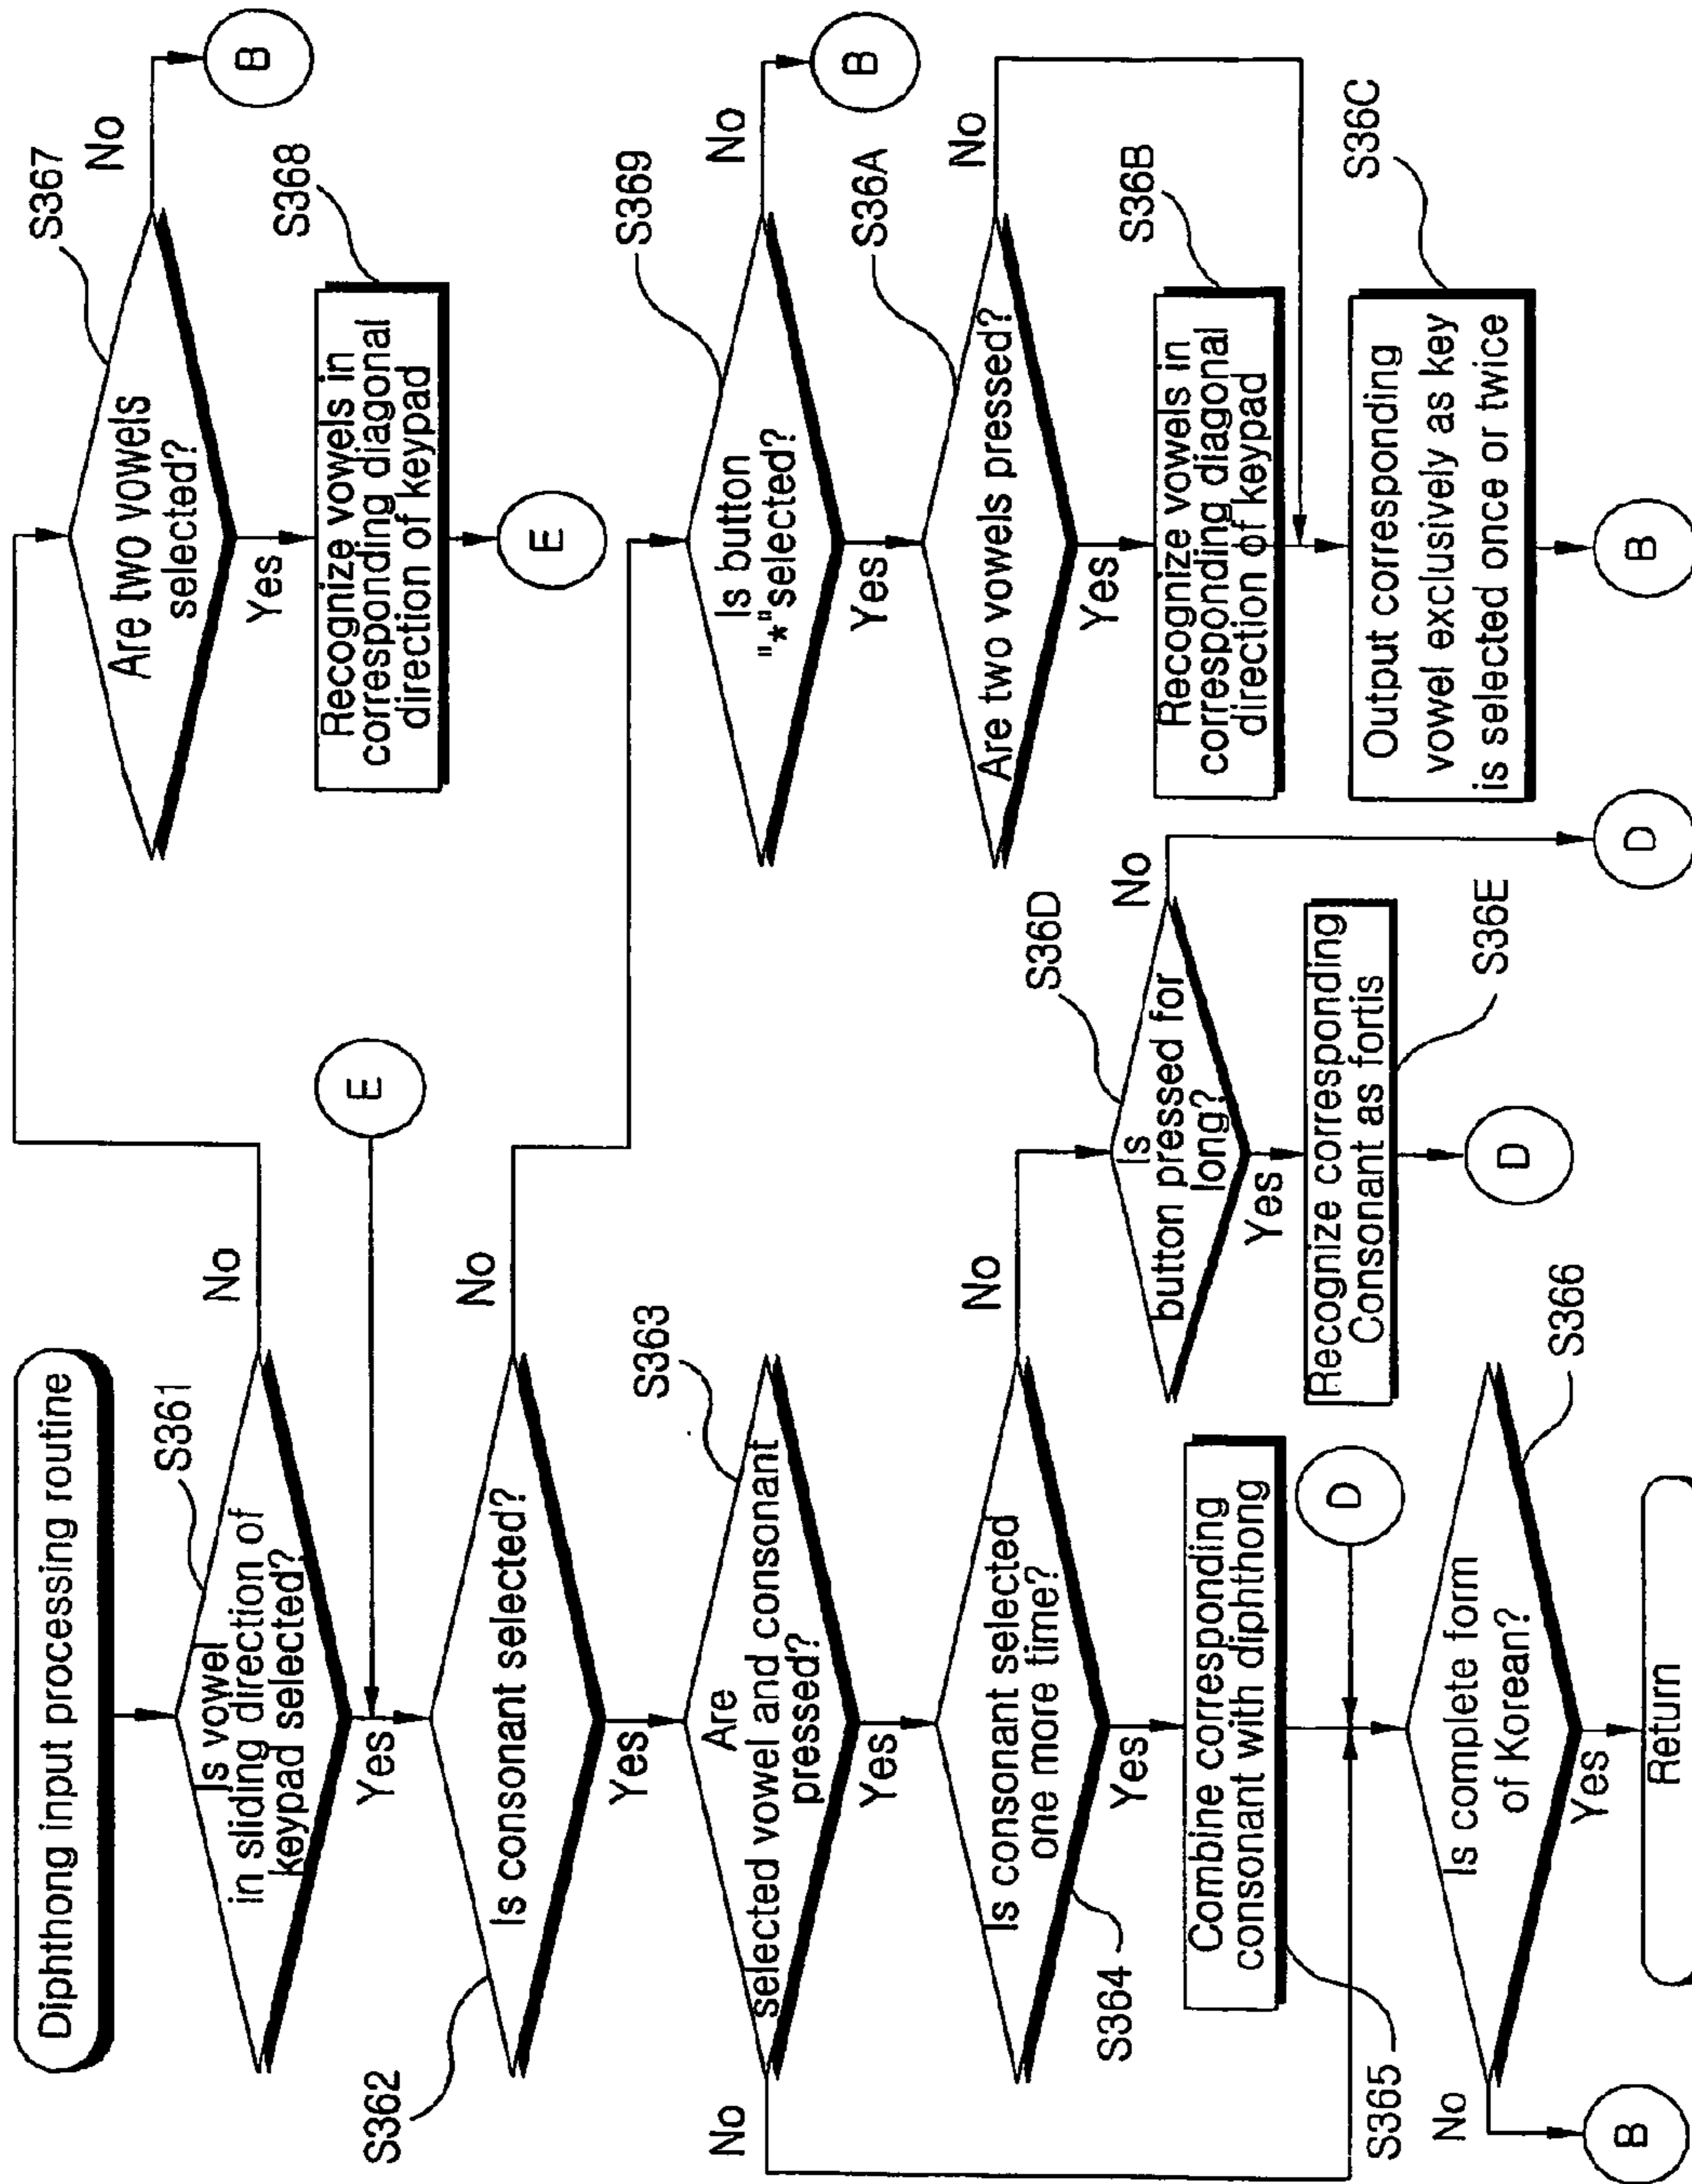 Diphthong input processing routine
S361
Is vowel
in sliding direction of
keypad selected?
No
Yes
E
S362
Is consonant selected?
No
Yes
S363
Are
selected vowel and consonant
pressed?
No
Yes
Is consonant selected
one more time?
S364
No
Yes
Combine corresponding
consonant with diphthong
S365
D
Is complete form
of Korean?
S366
No
B
Yes
Return
S367
Are two vowels
selected?
No
B
Yes
S368
Recognize vowels in
corresponding diagonal
direction of keypad
E
S369
Is button
"*"selected?
No
B
Yes
S36A
Are two vowels pressed?
No
Yes
S36B
Recognize vowels in
corresponding diagonal
direction of keypad
S36C
Output corresponding
vowel exclusively as key
is selected once or twice
B
S36D
Is
button pressed for
long?
No
D
Yes
Recognize corresponding
Consonant as fortis
S36E
D